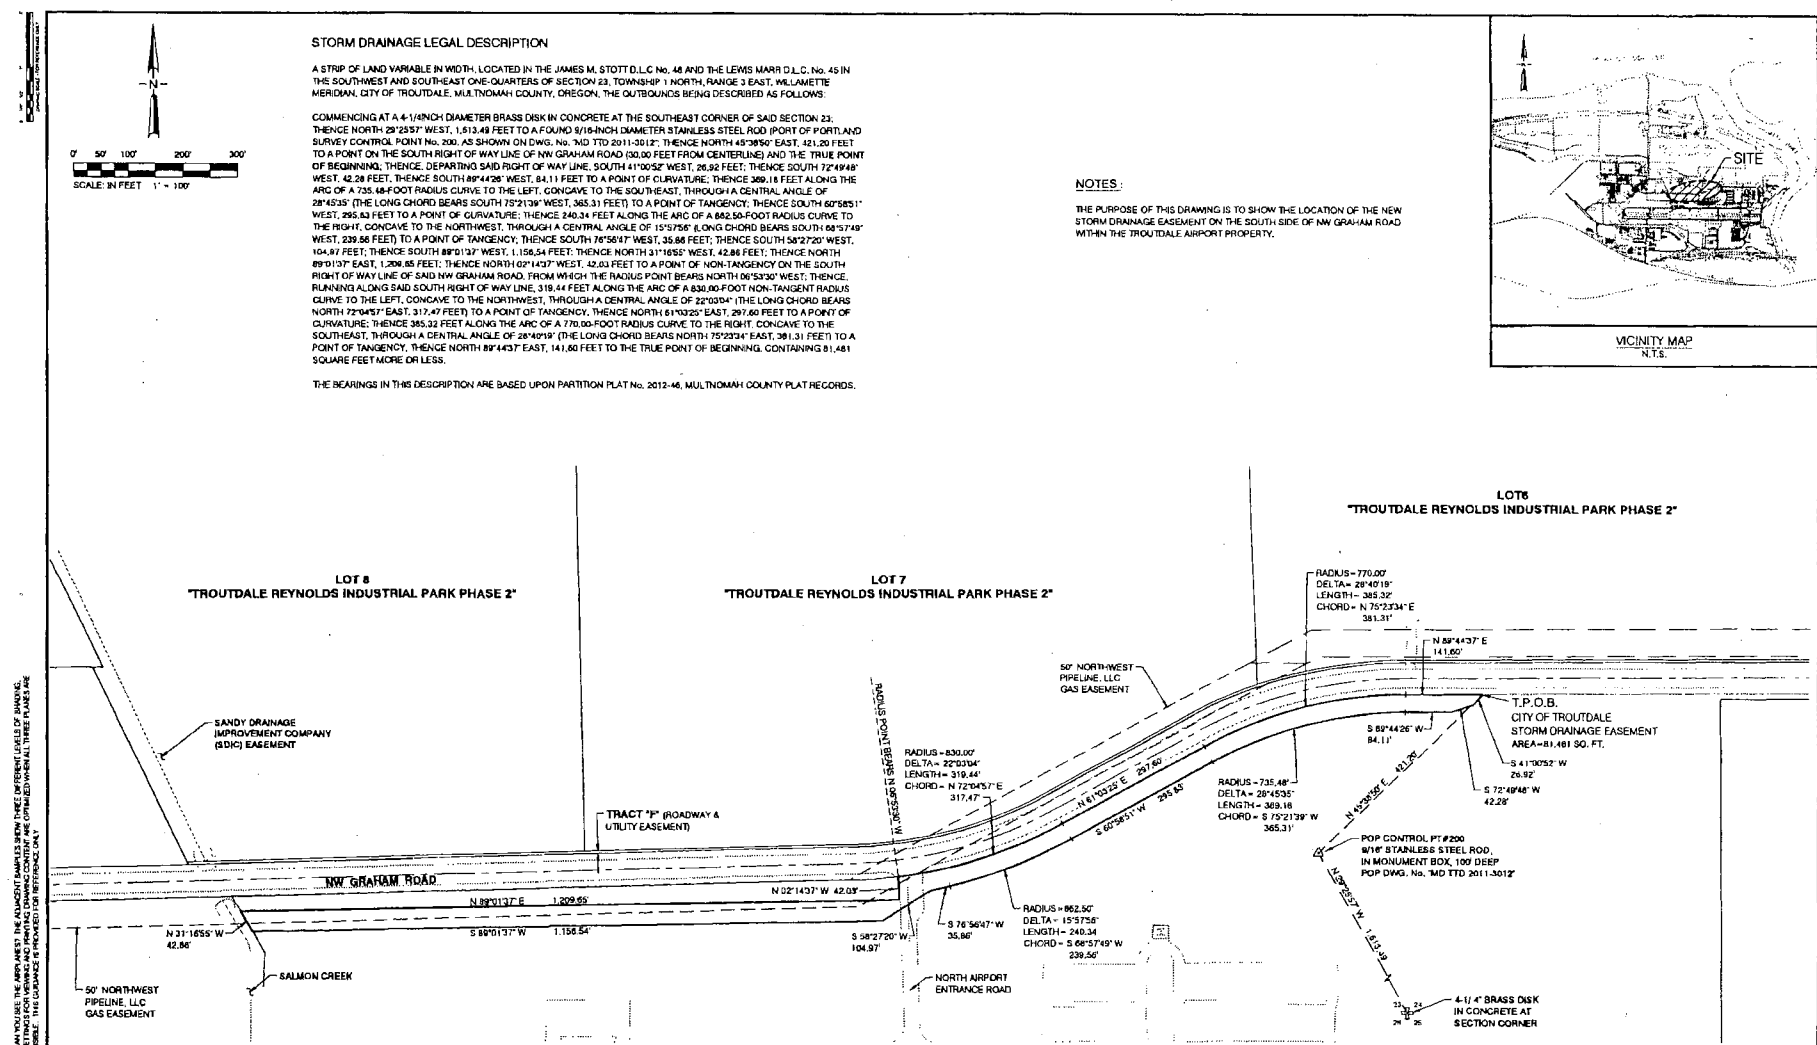 STORM DRAINAGE LEGAL DESCRIPTION
A STRIP OF LAND VARIABLE IN WIDTH, LOCATED IN THE JAMES M. STOTT D.L.C No. 48 AND THE LEWIS MARR D.L.C. No. 45 IN
THE SOUTHWEST AND SOUTHEAST ONE-QUARTERS OF SECTION 23, TOWNSHIP 1 NORTH, RANGE 3 EAST, WILLAMETTE
MERIDIAN, CITY OF TROUTDALE, MULTNOMAH COUNTY, OREGON, THE OUTBOUNDS BEING DESCRIBED AS FOLLOWS:
COMMENCING AT A 4-1/4-INCH DIAMETER BRASS DISK IN CONCRETE AT THE SOUTHEAST CORNER OF SAID SECTION 23;
THENCE NORTH 29°25'57" WEST, 1,613.49 FEET TO A FOUND 9/16-INCH DIAMETER STAINLESS STEEL ROD (PORT OF PORTLAND
SURVEY CONTROL POINT No. 200, AS SHOWN ON DWG. No. "MD TTD 2011-3012"; THENCE NORTH 45°38'50" EAST, 421.20 FEET
TO A POINT ON THE SOUTH RIGHT OF WAY LINE OF NW GRAHAM ROAD (30.00 FEET FROM CENTERLINE) AND THE TRUE POINT
OF BEGINNING; THENCE, DEPARTING SAID RIGHT OF WAY LINE, SOUTH 41°00'52" WEST, 26.92 FEET; THENCE SOUTH 72°49'48"
WEST, 42.28 FEET, THENCE SOUTH 89°44'26" WEST, 84.11 FEET TO A POINT OF CURVATURE; THENCE 369.16 FEET ALONG THE
ARC OF A 735.48-FOOT RADIUS CURVE TO THE LEFT, CONCAVE TO THE SOUTHEAST, THROUGH A CENTRAL ANGLE OF
28°45'35" (THE LONG CHORD BEARS SOUTH 75°21'39" WEST, 365.31 FEET) TO A POINT OF TANGENCY; THENCE SOUTH 60°58'51"
WEST, 295.83 FEET TO A POINT OF CURVATURE; THENCE 240.34 FEET ALONG THE ARC OF A 862.50-FOOT RADIUS CURVE TO
THE RIGHT, CONCAVE TO THE NORTHWEST, THROUGH A CENTRAL ANGLE OF 15°57'56" (LONG CHORD BEARS SOUTH 68°57'49"
WEST, 239.56 FEET) TO A POINT OF TANGENCY; THENCE SOUTH 76°56'47" WEST, 35.86 FEET; THENCE SOUTH 58°27'20" WEST,
104.97 FEET; THENCE SOUTH 89°01'37" WEST, 1,156.54 FEET; THENCE NORTH 31°16'55" WEST, 42.86 FEET; THENCE NORTH
89°01'37" EAST, 1,209.65 FEET; THENCE NORTH 02°14'37" WEST, 42.03 FEET TO A POINT OF NON-TANGENCY ON THE SOUTH
RIGHT OF WAY LINE OF SAID NW GRAHAM ROAD, FROM WHICH THE RADIUS POINT BEARS NORTH 06°53'30" WEST; THENCE,
RUNNING ALONG SAID SOUTH RIGHT OF WAY LINE, 319.44 FEET ALONG THE ARC OF A 830.00-FOOT NON-TANGENT RADIUS
CURVE TO THE LEFT, CONCAVE TO THE NORTHWEST, THROUGH A CENTRAL ANGLE OF 22°03'04" (THE LONG CHORD BEARS
NORTH 72°04'57" EAST, 317.47 FEET) TO A POINT OF TANGENCY, THENCE NORTH 61°03'25" EAST, 297.60 FEET TO A POINT OF
CURVATURE; THENCE 385.32 FEET ALONG THE ARC OF A 770.00-FOOT RADIUS CURVE TO THE RIGHT, CONCAVE TO THE
SOUTHEAST, THROUGH A CENTRAL ANGLE OF 28°40'19" (THE LONG CHORD BEARS NORTH 75°23'34" EAST, 381.31 FEET) TO A
POINT OF TANGENCY, THENCE NORTH 89°44'37" EAST, 141.60 FEET TO THE TRUE POINT OF BEGINNING, CONTAINING 81,461
SQUARE FEET MORE OR LESS.
THE BEARINGS IN THIS DESCRIPTION ARE BASED UPON PARTITION PLAT No. 2012-46, MULTNOMAH COUNTY PLAT RECORDS.
N
0' 50' 100' 200' 300'
SCALE: IN FEET 1" = 100'
NOTES:
THE PURPOSE OF THIS DRAWING IS TO SHOW THE LOCATION OF THE NEW
STORM DRAINAGE EASEMENT ON THE SOUTH SIDE OF NW GRAHAM ROAD
WITHIN THE TROUTDALE AIRPORT PROPERTY.
SITE
VICINITY MAP
N.T.S.
LOT 8
"TROUTDALE REYNOLDS INDUSTRIAL PARK PHASE 2"
LOT 7
"TROUTDALE REYNOLDS INDUSTRIAL PARK PHASE 2"
LOT6
"TROUTDALE REYNOLDS INDUSTRIAL PARK PHASE 2"
RADIUS=770.00'
DELTA= 28°40'19"
LENGTH= 385.32'
CHORD= N 75°23'34" E
381.31'
N 89°44'37" E
141.60'
50' NORTHWEST
PIPELINE, LLC
GAS EASEMENT
T.P.O.B.
CITY OF TROUTDALE
STORM DRAINAGE EASEMENT
AREA=81,461 SQ. FT.
SANDY DRAINAGE
IMPROVEMENT COMPANY
(SDIC) EASEMENT
RADIUS POINT BEARS N 06°53'30" W
RADIUS=830.00'
DELTA= 22°03'04"
LENGTH= 319.44'
CHORD= N 72°04'57" E
317.47'
N 61°03'25" E 297.60'
S 60°58'51" W 295.83'
S 89°44'26" W
84.11'
S 41°00'52" W
26.92'
S 72°49'48" W
42.28'
RADIUS=735.48'
DELTA= 28°45'35"
LENGTH= 369.16
CHORD= S 75°21'39" W
365.31'
N 45°38'50" E 421.20'
TRACT "F" (ROADWAY &
UTILITY EASEMENT)
POP CONTROL PT#200
9/16" STAINLESS STEEL ROD,
IN MONUMENT BOX, 100' DEEP
POP DWG. No. "MD TTD 2011-3012"
NW GRAHAM ROAD
N 02°14'37" W 42.03'
N 89°01'37" E 1,209.65'
S 89°01'37" W 1,156.54'
N 31°16'55" W
42.86'
S 58°27'20" W
104.97'
S 76°56'47" W
35.86'
RADIUS=862.50'
DELTA= 15°57'56"
LENGTH= 240.34
CHORD= S 68°57'49" W
239.56'
N 29°25'57" W 1,613.49
50' NORTHWEST
PIPELINE, LLC
GAS EASEMENT
SALMON CREEK
NORTH AIRPORT
ENTRANCE ROAD
23 24
26 25
4-1/4" BRASS DISK
IN CONCRETE AT
SECTION CORNER